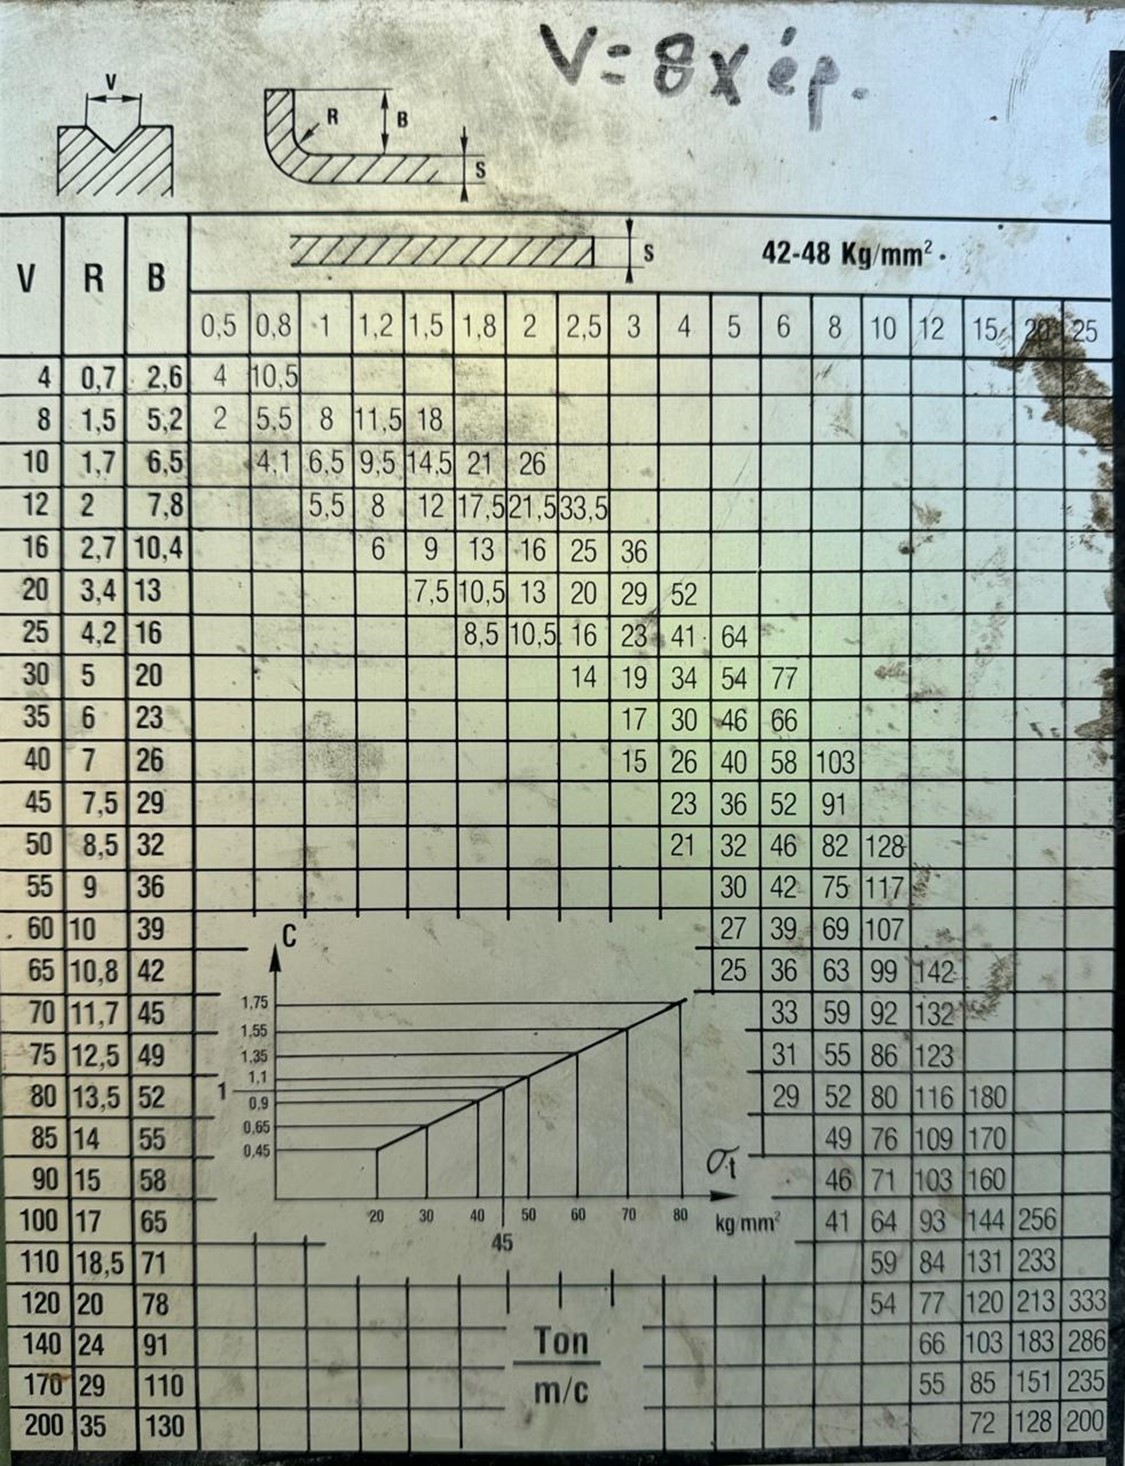 V=8xép.
V
R
B
S
S
42-48 Kg/mm²
V R B
0,5 0,8 1 1,2 1,5 1,8 2 2,5 3 4 5 6 8 10 12 15 20 25
4 0,7 2,6 4 10,5
8 1,5 5,2 2 5,5 8 11,5 18
10 1,7 6,5 4,1 6,5 9,5 14,5 21 26
12 2 7,8 5,5 8 12 17,5 21,5 33,5
16 2,7 10,4 6 9 13 16 25 36
20 3,4 13 7,5 10,5 13 20 29 52
25 4,2 16 8,5 10,5 16 23 41 64
30 5 20 14 19 34 54 77
35 6 23 17 30 46 66
40 7 26 15 26 40 58 103
45 7,5 29 23 36 52 91
50 8,5 32 21 32 46 82 128
55 9 36 30 42 75 117
60 10 39 27 39 69 107
65 10,8 42 25 36 63 99 142
70 11,7 45 33 59 92 132
75 12,5 49 31 55 86 123
80 13,5 52 29 52 80 116 180
85 14 55 49 76 109 170
90 15 58 46 71 103 160
100 17 65 41 64 93 144 256
110 18,5 71 59 84 131 233
120 20 78 54 77 120 213 333
140 24 91 66 103 183 286
170 29 110 55 85 151 235
200 35 130 72 128 200
C
1,75
1,55
1,35
1,1
1
0,9
0,65
0,45
σt
20 30 40 50 60 70 80 kg/mm²
45
Ton
m/c